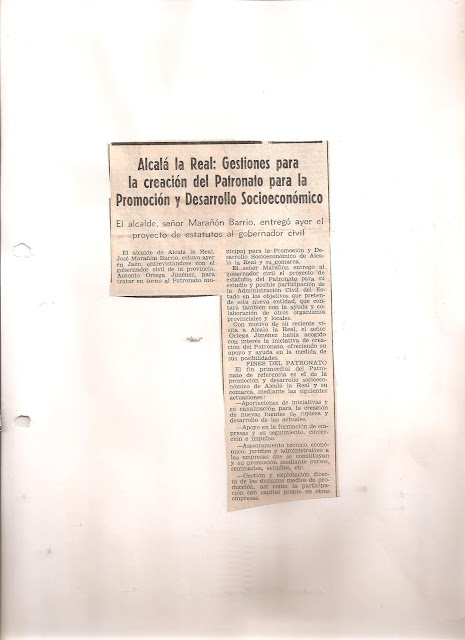 Alcalá la Real: Gestiones para
la creación del Patronato para la
Promoción y Desarrollo Socioeconómico
El alcalde, señor Marañón Barrio, entregó ayer el
proyecto de estatutos al gobernador civil
El alcalde de Alcalá la Real,
José Marañón Barrio, estuvo ayer
en Jaén, entrevistándose con el
gobernador civil de la provincia,
Antonio Ortega Jiménez, para
tratar en torno al Patronato mu-
nicipal para la Promoción y De-
sarrollo Socioeconómico de Alca-
lá la Real y su comarca.
El señor Marañón entregó al
gobernador civil el proyecto de
estatutos del Patronato para su
estudio y posible participación de
la Administración Civil del Es-
tado en los objetivos que preten-
de esta nueva entidad, que con-
tará también con la ayuda y co-
laboración de otros organismos
provinciales y locales.
Con motivo de su reciente vi-
sita a Alcalá la Real, el señor
Ortega Jiménez había acogido
con interés la iniciativa de crea-
ción del Patronato, ofreciendo su
apoyo y ayuda en la medida de
sus posibilidades.
FINES DEL PATRONATO
El fin primordial del Patro-
nato de referencia es el de la
promoción y desarrollo socioeco-
nómico de Alcalá la Real y su
comarca, mediante las siguientes
actuaciones:
—Aportaciones de iniciativas y
su canalización para la creación
de nuevas fuentes de riqueza y
desarrollo de las actuales.
—Apoyo en la formación de em-
presas y su seguimiento, correc-
ción e impulso.
—Asesoramiento técnico, econó-
mico, jurídico y administrativo a
las empresas que se constituyan
y su promoción mediante cursos,
seminarios, estudios, etc.
—Gestión y explotación direc-
ta de los distintos medios de pro-
ducción, así como la participa-
ción con capital propio en otras
empresas.